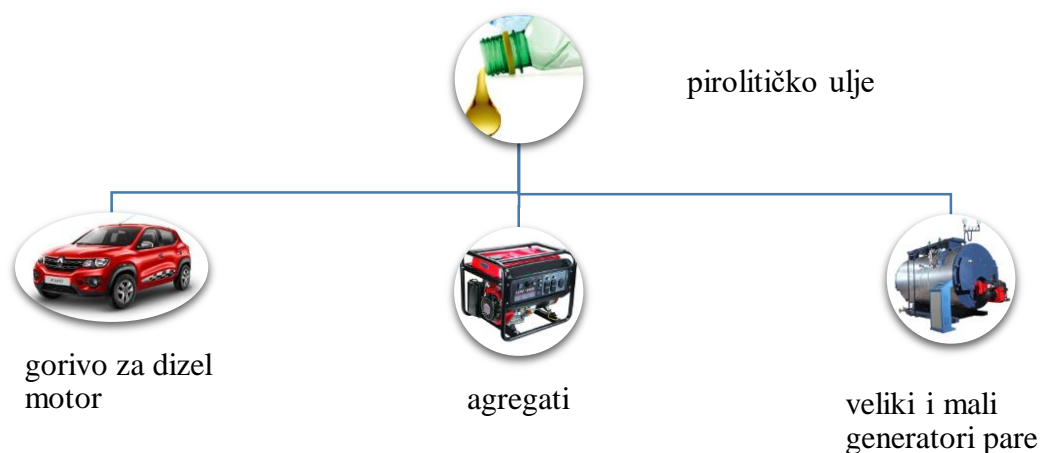 pirolitičko ulje
gorivo za dizel
motor
agregati
veliki i mali
generatori pare